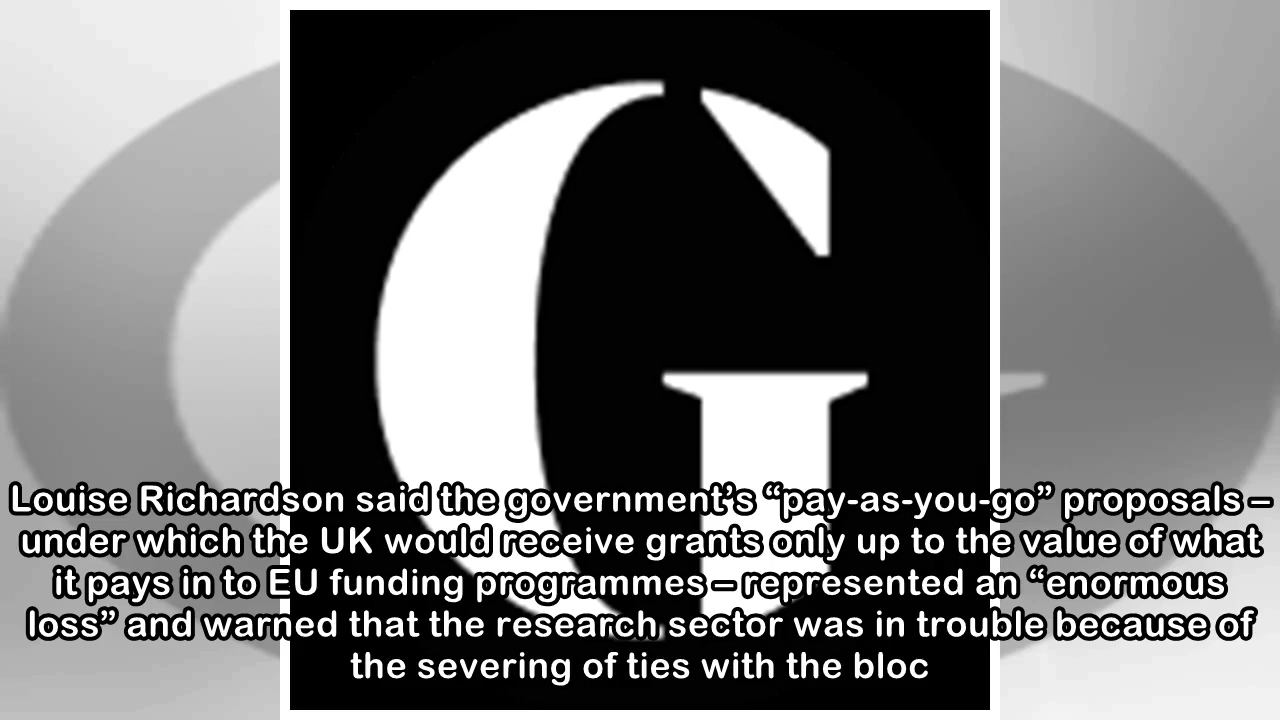 G
Louise Richardson said the government’s “pay-as-you-go” proposals –
under which the UK would receive grants only up to the value of what
it pays in to EU funding programmes – represented an “enormous
loss” and warned that the research sector was in trouble because of
the severing of ties with the bloc